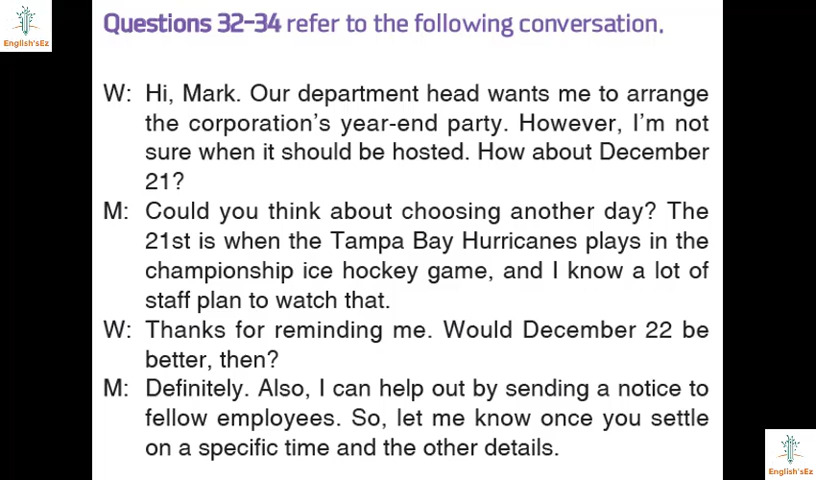 English'sEz
Questions 32-34 refer to the following conversation.
W: Hi, Mark. Our department head wants me to arrange
the corporation's year-end party. However, I'm not
sure when it should be hosted. How about December
21?
M: Could you think about choosing another day? The
21st is when the Tampa Bay Hurricanes plays in the
championship ice hockey game, and I know a lot of
staff plan to watch that.
W: Thanks for reminding me. Would December 22 be
better, then?
M: Definitely. Also, I can help out by sending a notice to
fellow employees. So, let me know once you settle
on a specific time and the other details.
English'sEz